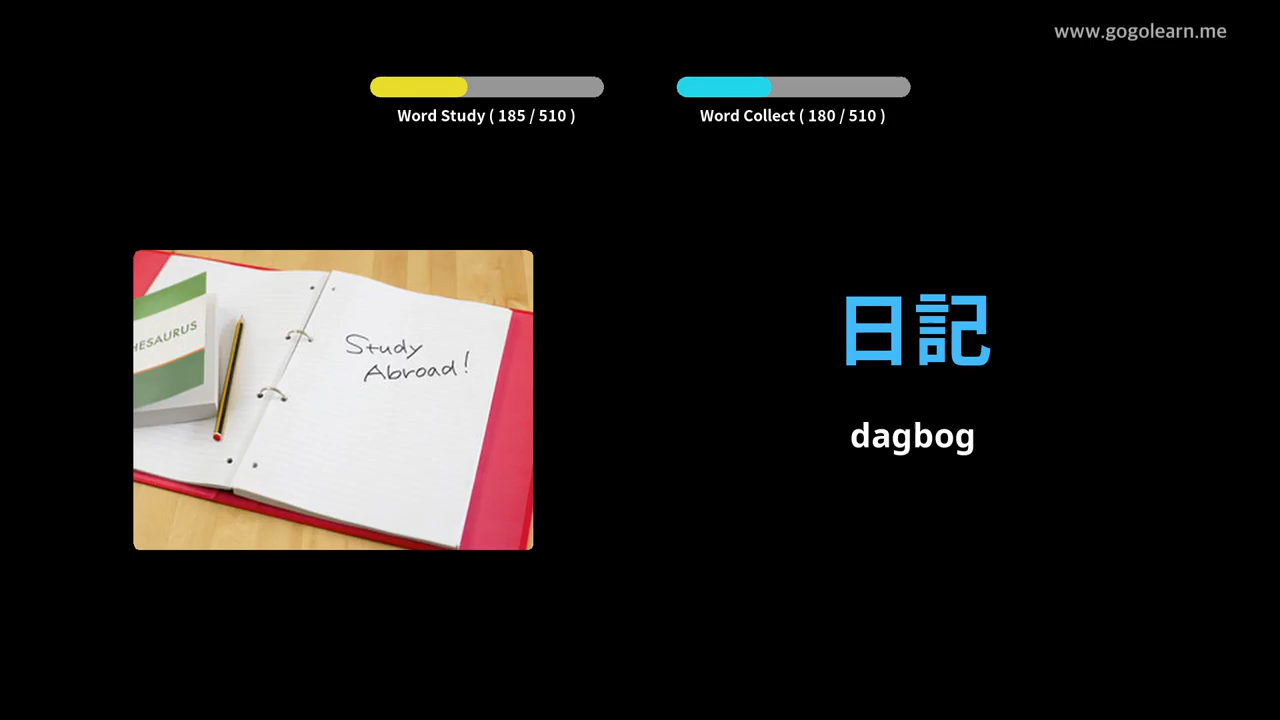 www.gogolearn.me
Word Study ( 185 / 510 )
Word Collect ( 180 / 510 )
HESAURUS
Study
Abroad!
日記
dagbog